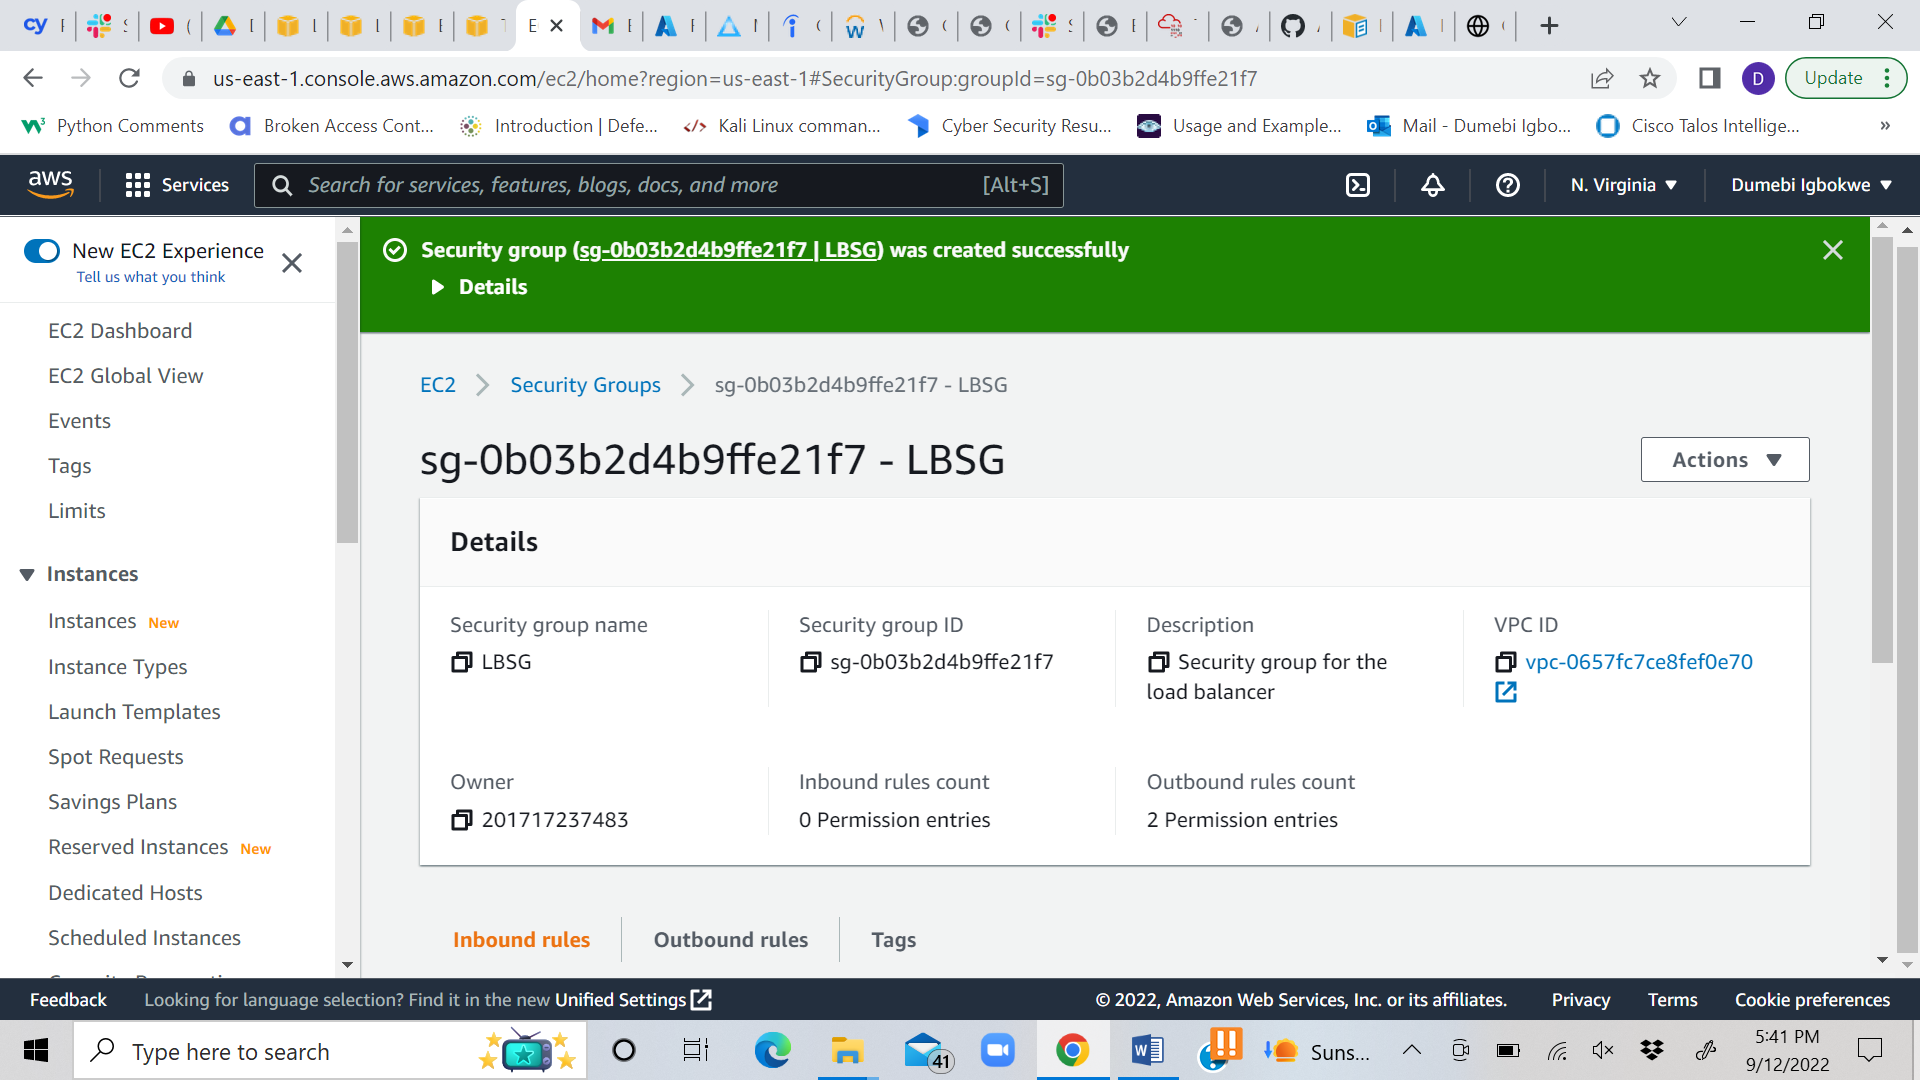 us-east-1.console.aws.amazon.com/ec2/home?region=us-east-1#SecurityGroup:groupId=sg-0b03b2d4b9ffe21f7
D
Update
Python Comments
Broken Access Cont...
Introduction | Defe...
Kali Linux comman...
Cyber Security Resu...
Usage and Example...
Mail - Dumebi Igbo...
Cisco Talos Intellige...
»
aws
Services
Search for services, features, blogs, docs, and more
[Alt+S]
N. Virginia
Dumebi Igbokwe
New EC2 Experience
Tell us what you think
EC2 Dashboard
EC2 Global View
Events
Tags
Limits
Instances
Instances New
Instance Types
Launch Templates
Spot Requests
Savings Plans
Reserved Instances New
Dedicated Hosts
Scheduled Instances
Security group (sg-0b03b2d4b9ffe21f7 | LBSG) was created successfully
Details
EC2 > Security Groups > sg-0b03b2d4b9ffe21f7 - LBSG
sg-0b03b2d4b9ffe21f7 - LBSG
Actions
Details
Security group name
LBSG
Security group ID
sg-0b03b2d4b9ffe21f7
Description
Security group for the
load balancer
VPC ID
vpc-0657fc7ce8fef0e70
Owner
201717237483
Inbound rules count
0 Permission entries
Outbound rules count
2 Permission entries
Inbound rules
Outbound rules
Tags
Feedback
Looking for language selection? Find it in the new Unified Settings
© 2022, Amazon Web Services, Inc. or its affiliates.
Privacy
Terms
Cookie preferences
Type here to search
41
Suns...
5:41 PM
9/12/2022